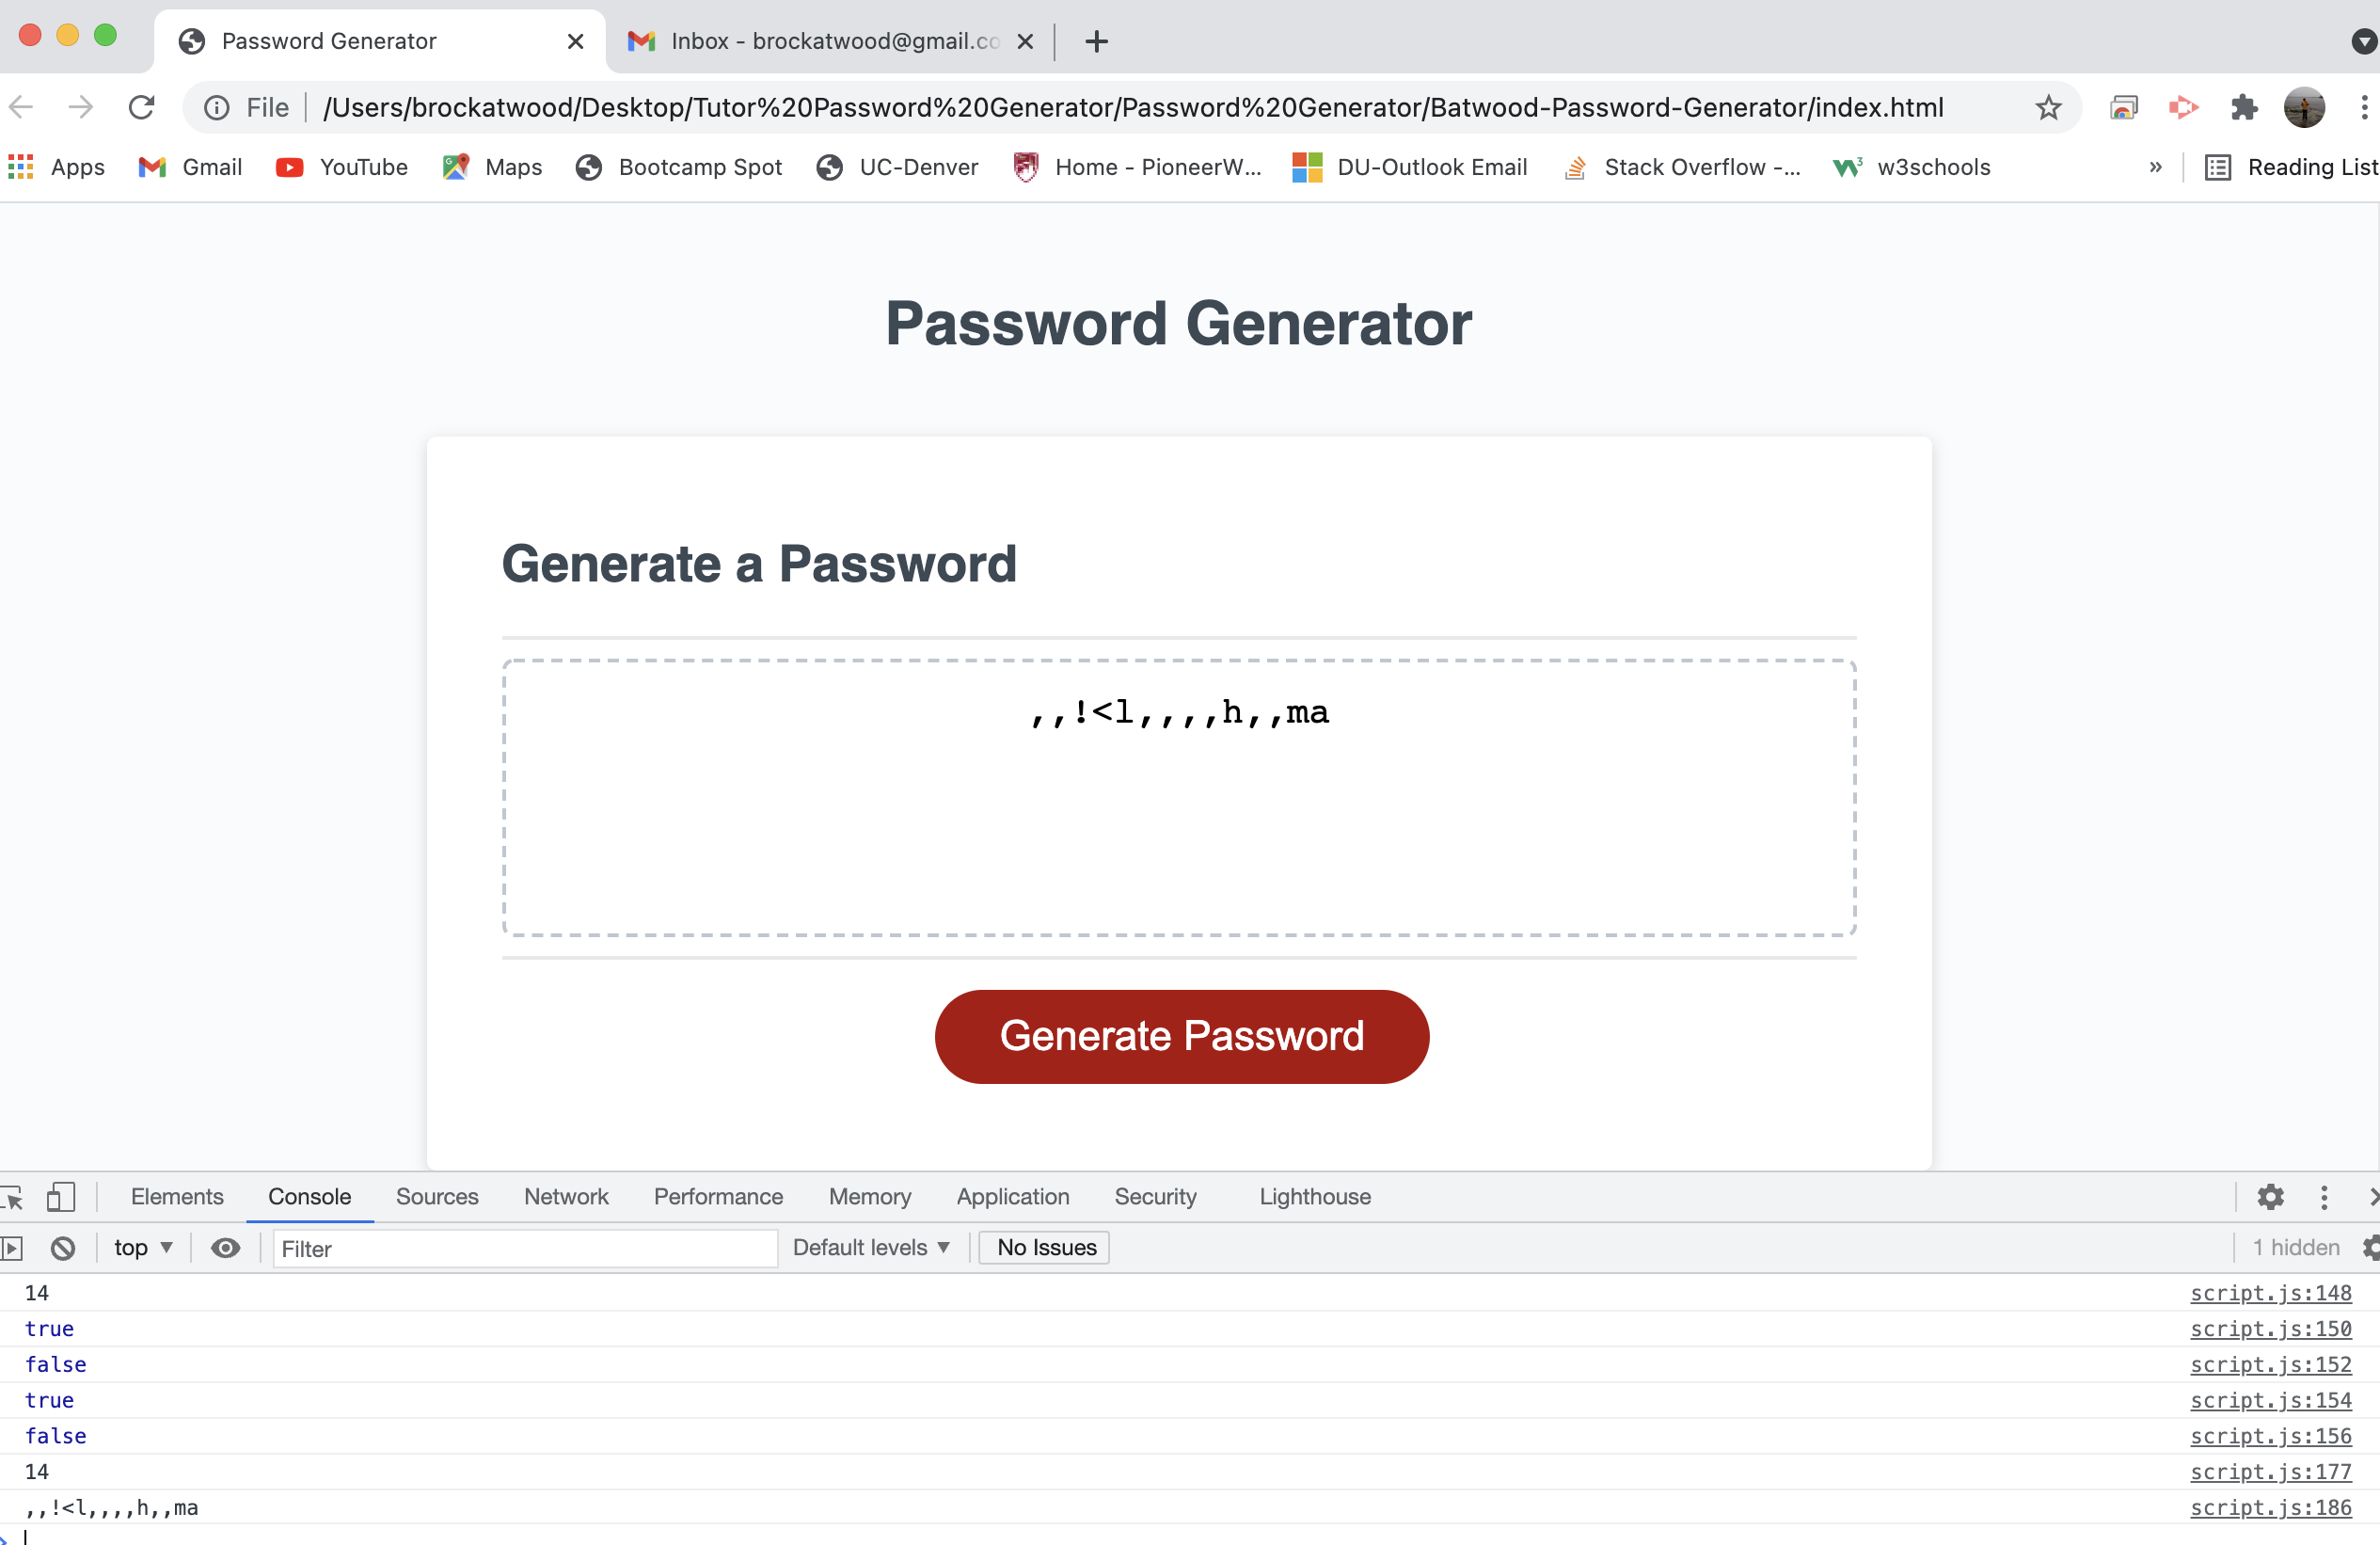 Password Generator
Inbox - brockatwood@gmail.co
File
/Users/brockatwood/Desktop/Tutor%20Password%20Generator/Password%20Generator/Batwood-Password-Generator/index.html
Apps Gmail YouTube Maps Bootcamp Spot UC-Denver Home - PioneerW... DU-Outlook Email Stack Overflow -... w3schools » Reading List
Password Generator
Generate a Password
,,!<l,,,,h,,ma
Generate Password
Elements Console Sources Network Performance Memory Application Security Lighthouse
top Filter Default levels No Issues 1 hidden
14 script.js:148
true script.js:150
false script.js:152
true script.js:154
false script.js:156
14 script.js:177
,,!<l,,,,h,,ma script.js:186